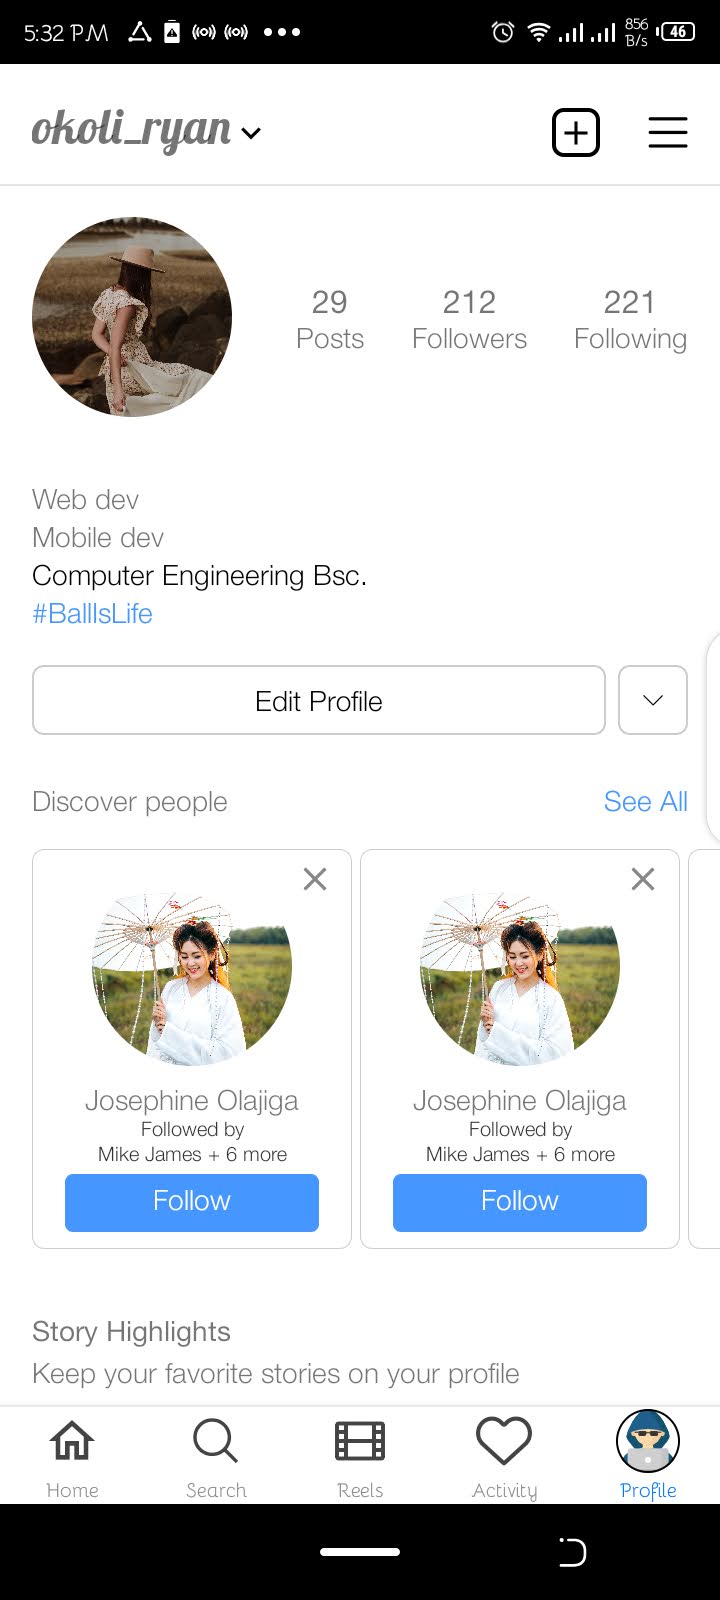 5:32 PM 856 B/s 46
okoli_ryan
29 212 221
Posts Followers Following
Web dev
Mobile dev
Computer Engineering Bsc.
#BallIsLife
Edit Profile
Discover people See All
Josephine Olajiga Josephine Olajiga
Followed by Followed by
Mike James + 6 more Mike James + 6 more
Follow Follow
Story Highlights
Keep your favorite stories on your profile
Home Search Reels Activity Profile